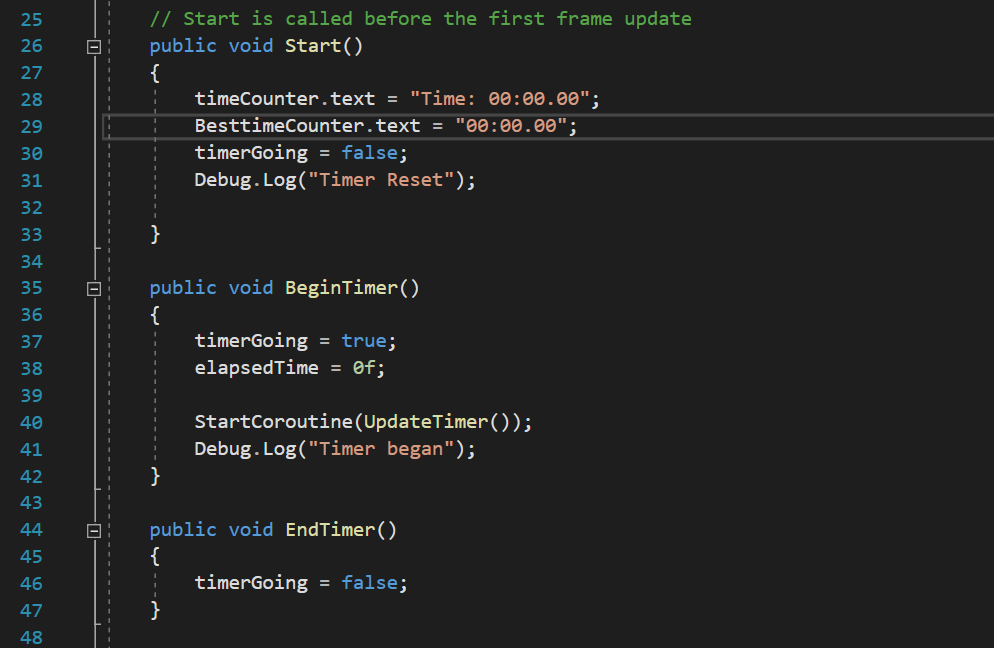 25 // Start is called before the first frame update
26 public void Start()
27 {
28 timeCounter.text = "Time: 00:00.00";
29 BesttimeCounter.text = "00:00.00";
30 timerGoing = false;
31 Debug.Log("Timer Reset");
32
33 }
34
35 public void BeginTimer()
36 {
37 timerGoing = true;
38 elapsedTime = 0f;
39
40 StartCoroutine(UpdateTimer());
41 Debug.Log("Timer began");
42 }
43
44 public void EndTimer()
45 {
46 timerGoing = false;
47 }
48